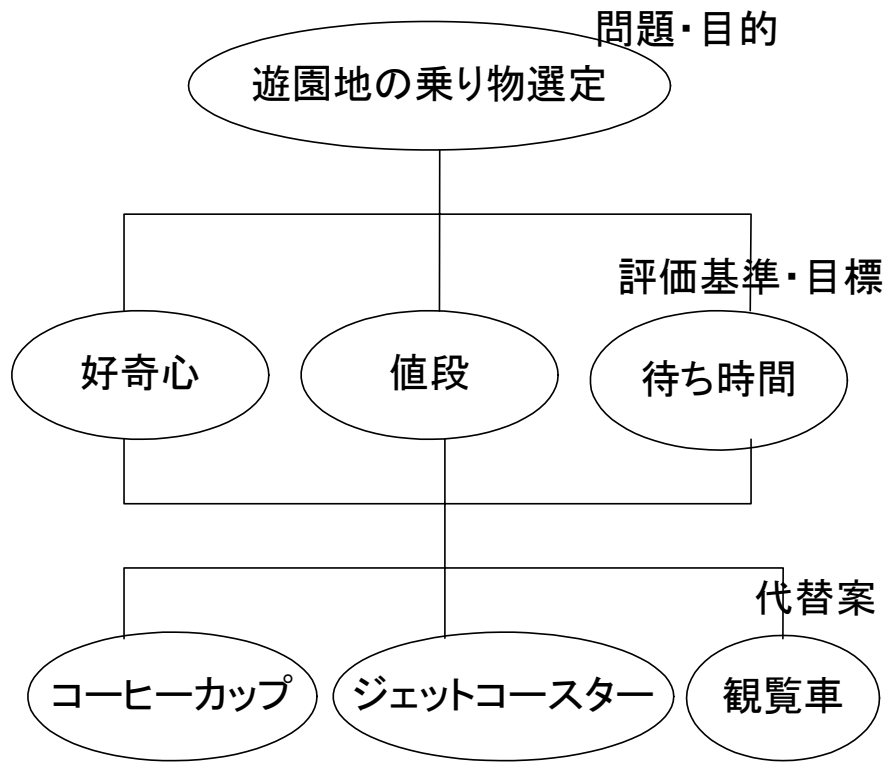 問題・目的
遊園地の乗り物選定
評価基準・目標
好奇心
値段
待ち時間
代替案
コーヒーカップ
ジェットコースター
観覧車